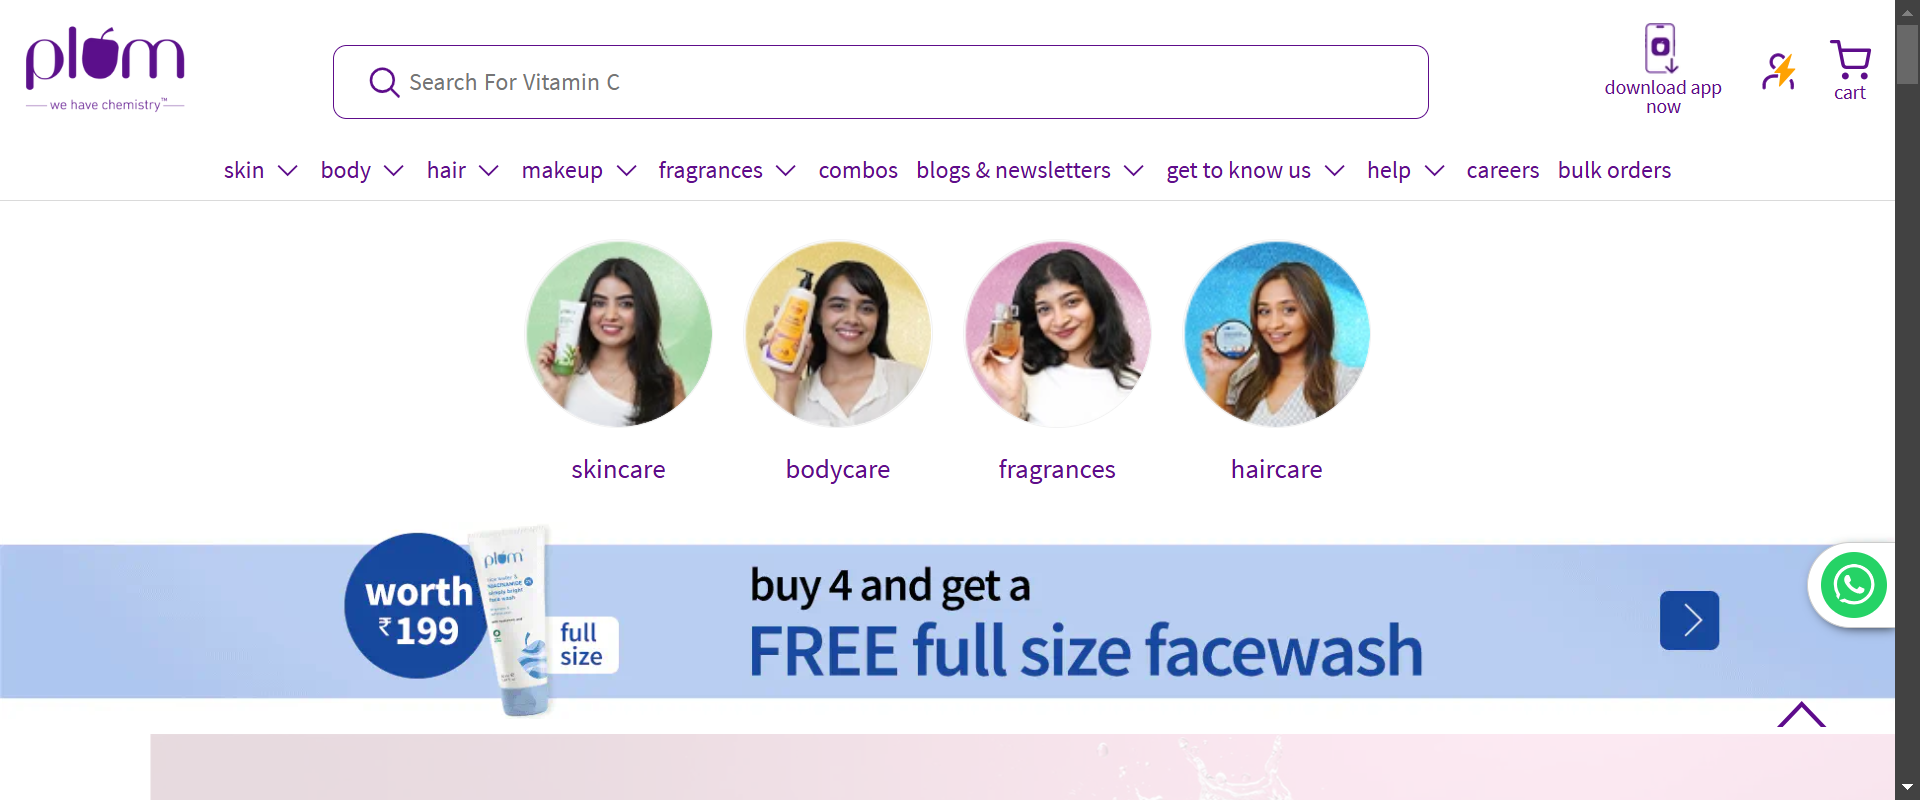 plum
we have chemistry™
Search For Vitamin C
download app
now
cart
skin
body
hair
makeup
fragrances
combos
blogs & newsletters
get to know us
help
careers
bulk orders
skincare
bodycare
fragrances
haircare
worth
₹199
plum
full
size
buy 4 and get a
FREE full size facewash